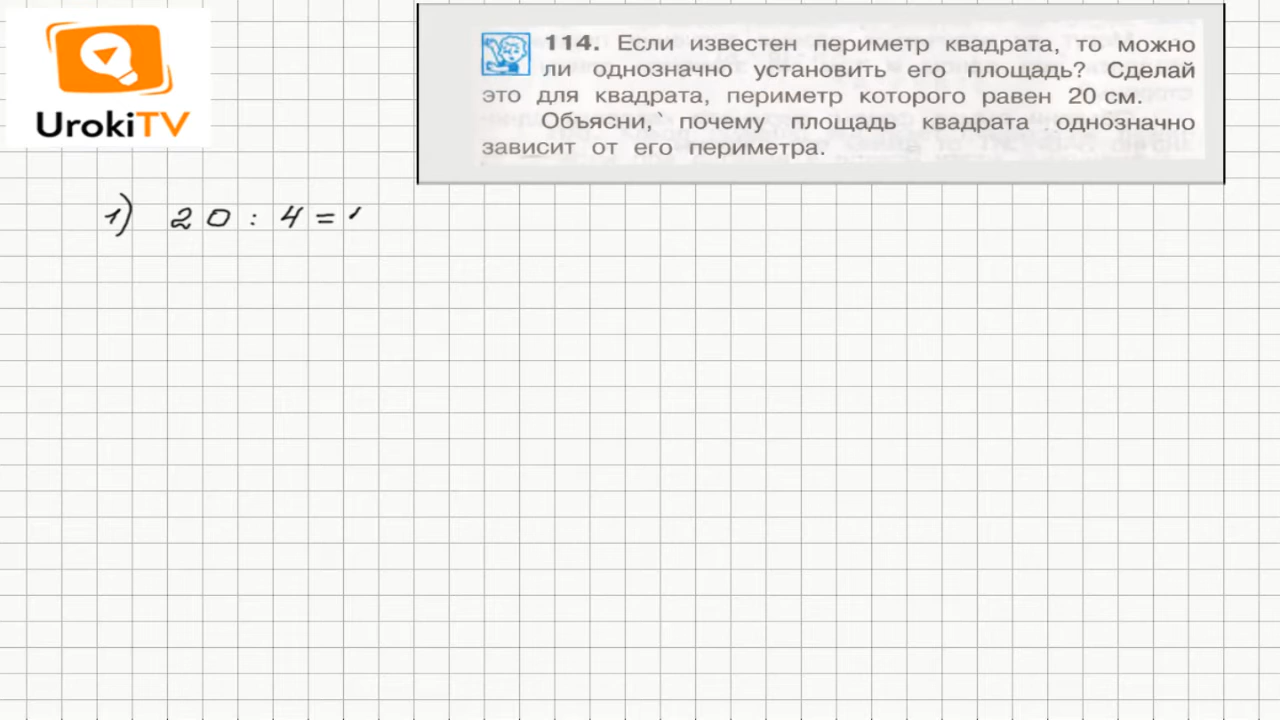 UrokiTV
114. Если известен периметр квадрата, то можно
ли однозначно установить его площадь? Сделай
это для квадрата, периметр которого равен 20 см.
Объясни, почему площадь квадрата однозначно
зависит от его периметра.
1) 20 : 4 =